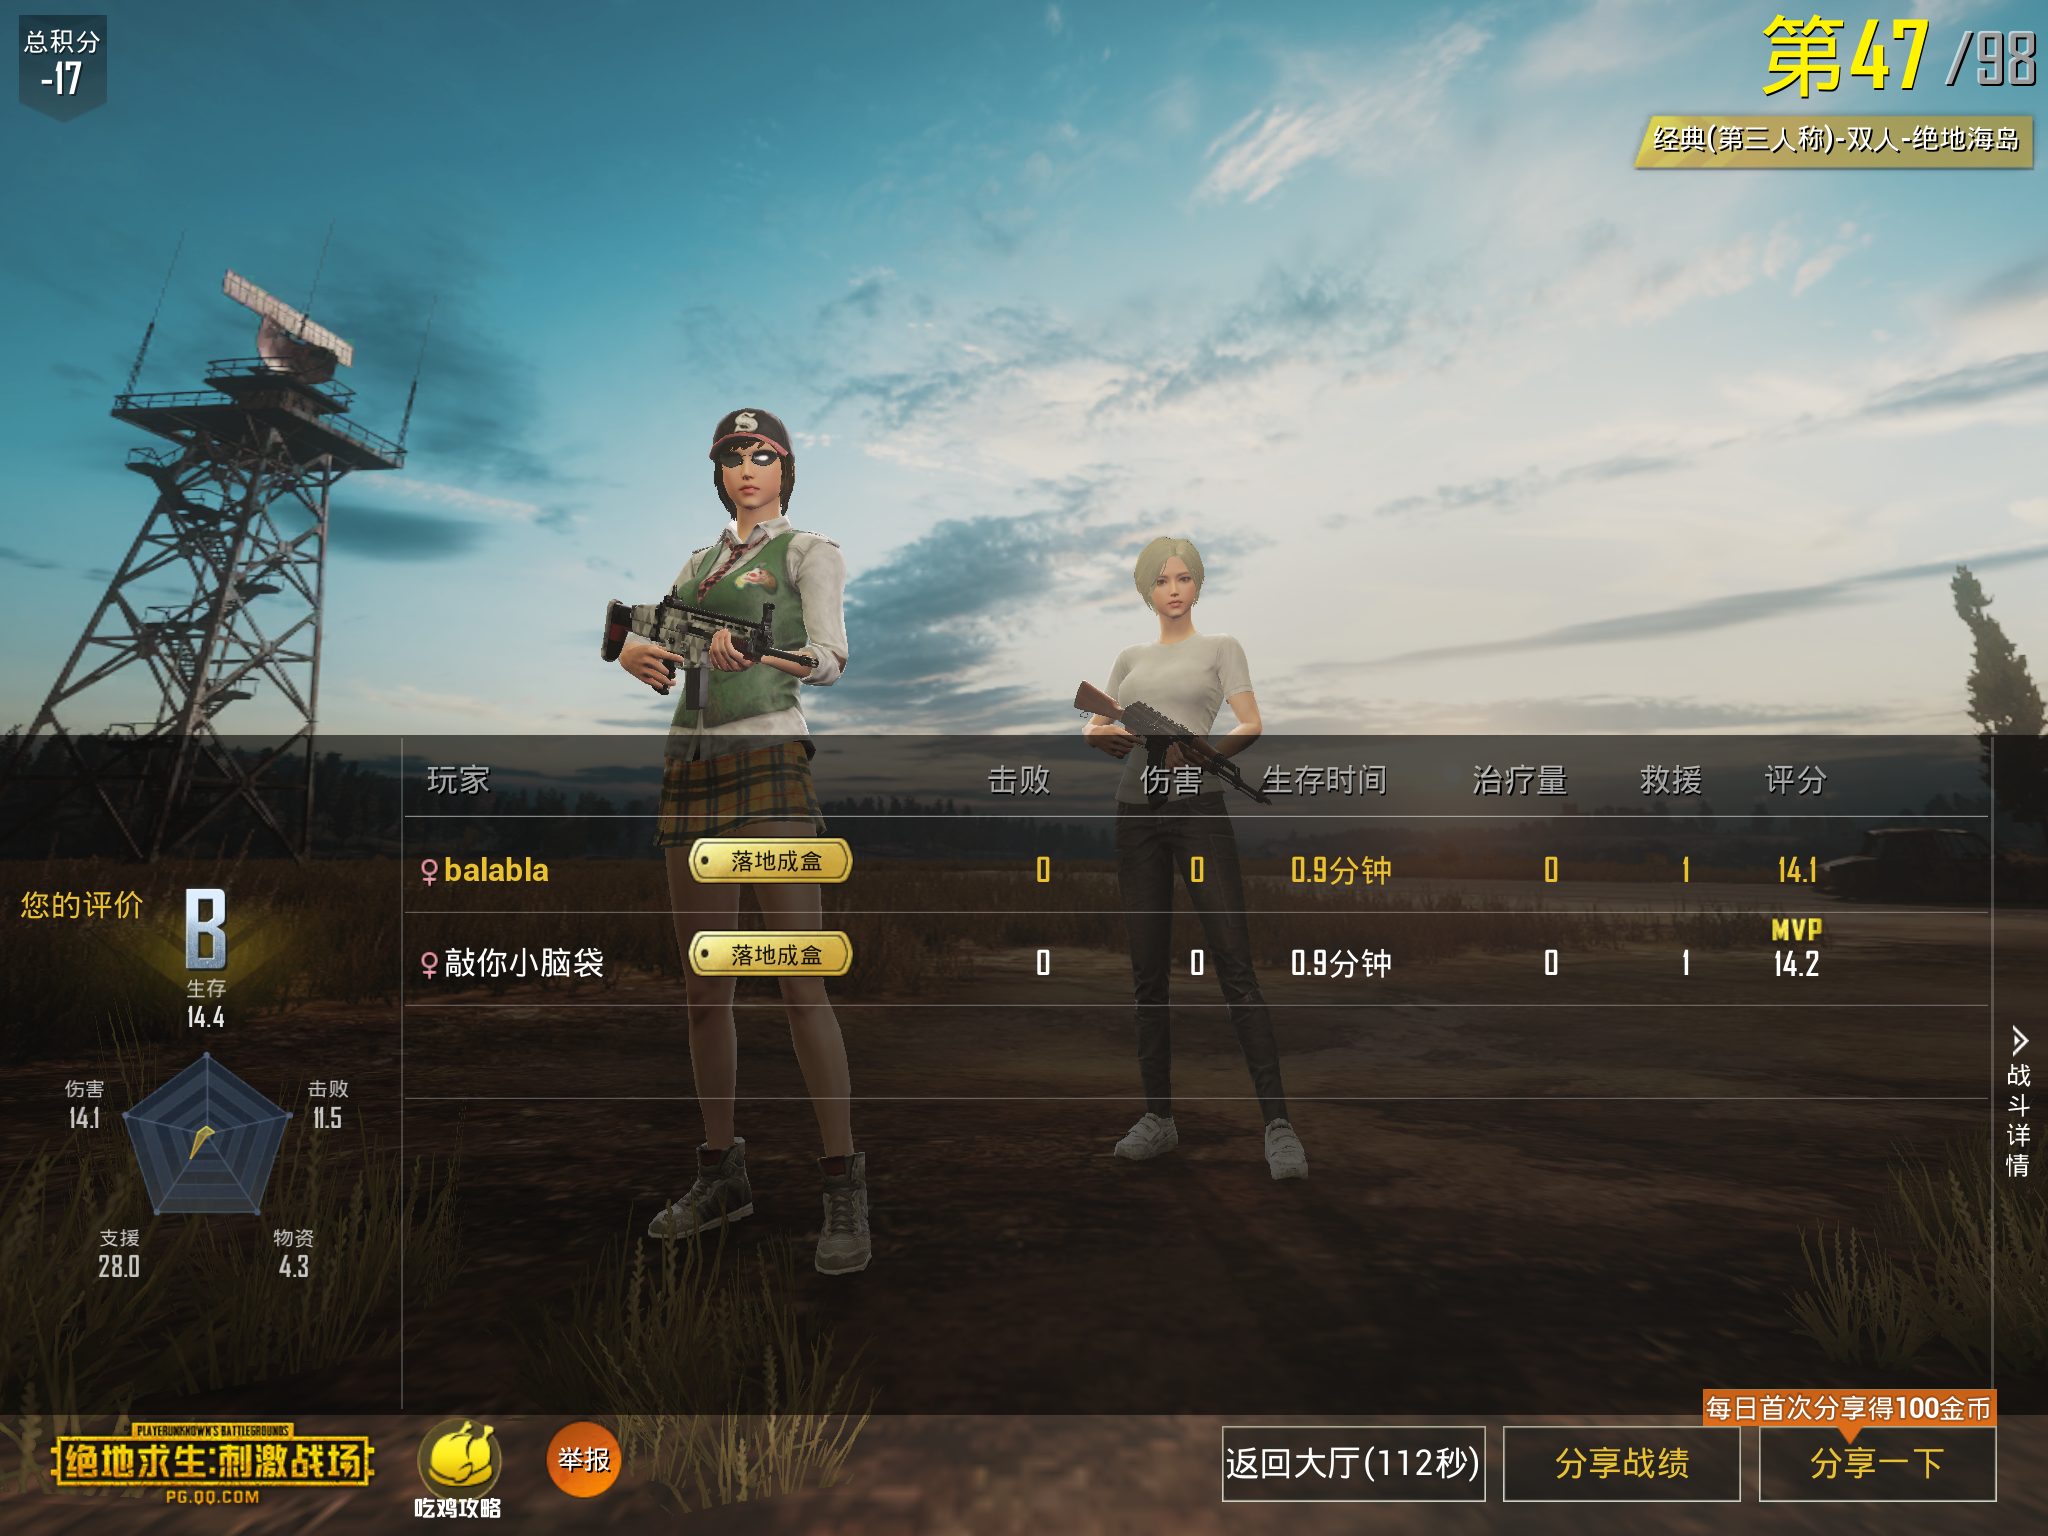 总积分
-17
第47/98
经典(第三人称)-双人-绝地海岛
S
玩家 击败 伤害 生存时间 治疗量 救援 评分
♀balabla 落地成盒 0 0 0.9分钟 0 1 14.1
MVP
♀敲你小脑袋 落地成盒 0 0 0.9分钟 0 1 14.2
您的评价 B
生存
14.4
伤害
14.1
击败
11.5
支援
28.0
物资
4.3
战斗详情
PLAYERUNKNOWN'S BATTLEGROUNDS
绝地求生:刺激战场
PG.QQ.COM
吃鸡攻略
举报
返回大厅(112秒)
分享战绩
每日首次分享得100金币
分享一下